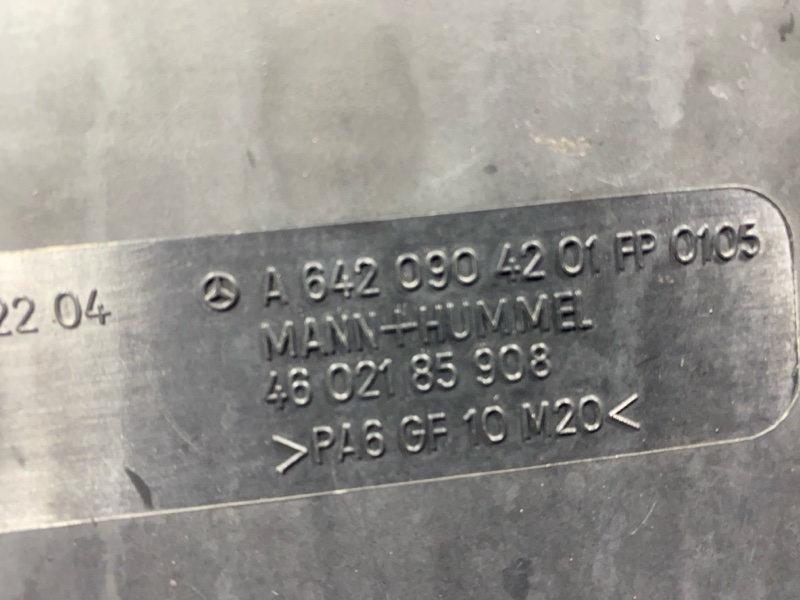 22 04
A 642 090 42 01 FP 0105
MANN+HUMMEL
46 021 85 908
>PA6 GF 10 M20<